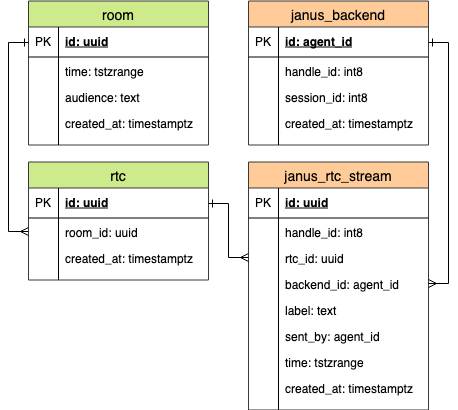 room
PK id: uuid
time: tstzrange
audience: text
created_at: timestamptz
janus_backend
PK id: agent_id
handle_id: int8
session_id: int8
created_at: timestamptz
rtc
PK id: uuid
room_id: uuid
created_at: timestamptz
janus_rtc_stream
PK id: uuid
handle_id: int8
rtc_id: uuid
backend_id: agent_id
label: text
sent_by: agent_id
time: tstzrange
created_at: timestamptz